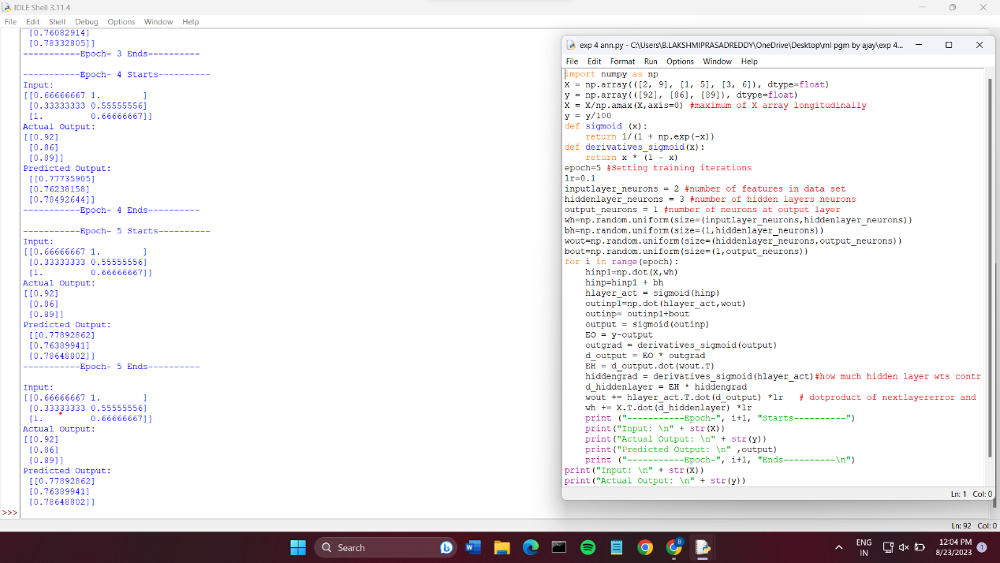 IDLE Shell 3.11.4
File Edit Shell Debug Options Window Help
[0.76082914]
[0.78332805]]
-----------Epoch- 3 Ends----------
-----------Epoch- 4 Starts----------
Input:
[[0.66666667 1.        ]
[0.33333333 0.55555556]
[1.         0.66666667]]
Actual Output:
[[0.92]
[0.86]
[0.89]]
Predicted Output:
[[0.77735905]
[0.76238158]
[0.78492644]]
-----------Epoch- 4 Ends----------
-----------Epoch- 5 Starts----------
Input:
[[0.66666667 1.        ]
[0.33333333 0.55555556]
[1.         0.66666667]]
Actual Output:
[[0.92]
[0.86]
[0.89]]
Predicted Output:
[[0.77892862]
[0.76389941]
[0.78648802]]
-----------Epoch- 5 Ends----------
Input:
[[0.66666667 1.        ]
[0.33333333 0.55555556]
[1.         0.66666667]]
Actual Output:
[[0.92]
[0.86]
[0.89]]
Predicted Output:
[[0.77892862]
[0.76389941]
[0.78648802]]
>>>
exp 4 ann.py - C:\Users\B.LAKSHMIPRASADREDDY\OneDrive\Desktop\ml pgm by ajay\exp 4...
File Edit Format Run Options Window Help
import numpy as np
X = np.array(([2, 9], [1, 5], [3, 6]), dtype=float)
y = np.array(([92], [86], [89]), dtype=float)
X = X/np.amax(X,axis=0) #maximum of X array longitudinally
y = y/100
def sigmoid (x):
    return 1/(1 + np.exp(-x))
def derivatives_sigmoid(x):
    return x * (1 - x)
epoch=5 #Setting training iterations
lr=0.1
inputlayer_neurons = 2 #number of features in data set
hiddenlayer_neurons = 3 #number of hidden layers neurons
output_neurons = 1 #number of neurons at output layer
wh=np.random.uniform(size=(inputlayer_neurons,hiddenlayer_neurons))
bh=np.random.uniform(size=(1,hiddenlayer_neurons))
wout=np.random.uniform(size=(hiddenlayer_neurons,output_neurons))
bout=np.random.uniform(size=(1,output_neurons))
for i in range(epoch):
    hinp1=np.dot(X,wh)
    hinp=hinp1 + bh
    hlayer_act = sigmoid(hinp)
    outinp1=np.dot(hlayer_act,wout)
    outinp= outinp1+bout
    output = sigmoid(outinp)
    EO = y-output
    outgrad = derivatives_sigmoid(output)
    d_output = EO * outgrad
    EH = d_output.dot(wout.T)
    hiddengrad = derivatives_sigmoid(hlayer_act)#how much hidden layer wts contr
    d_hiddenlayer = EH * hiddengrad
    wout += hlayer_act.T.dot(d_output) *lr   # dotproduct of nextlayererror and
    wh += X.T.dot(d_hiddenlayer) *lr
    print ("-----------Epoch-", i+1, "Starts----------")
    print("Input: \n" + str(X))
    print("Actual Output: \n" + str(y))
    print("Predicted Output: \n" ,output)
    print ("-----------Epoch-", i+1, "Ends----------\n")
print("Input: \n" + str(X))
print("Actual Output: \n" + str(y))
Ln: 1 Col: 0
Ln: 92 Col: 0
Search
ENG
IN
12:04 PM
8/23/2023
1